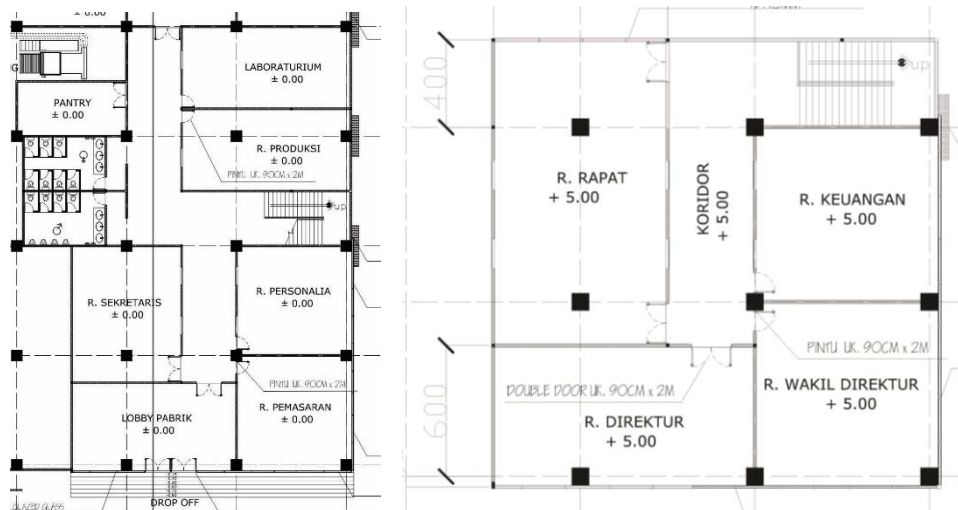 ± 0.00
G
LABORATURIUM
± 0.00
PANTRY
± 0.00
R. PRODUKSI
± 0.00
PINTU UK. 90CM x 2M
up
R. SEKRETARIS
± 0.00
R. PERSONALIA
± 0.00
PINTU UK. 90CM x 2M
LOBBY PABRIK
± 0.00
R. PEMASARAN
± 0.00
DROP OFF
GLAZED GLASS
400
up
R. RAPAT
+ 5.00
KORIDOR
+ 5.00
R. KEUANGAN
+ 5.00
PINTU UK. 90CM x 2M
600
DOUBLE DOOR UK. 90CM x 2M
R. WAKIL DIREKTUR
+ 5.00
R. DIREKTUR
+ 5.00